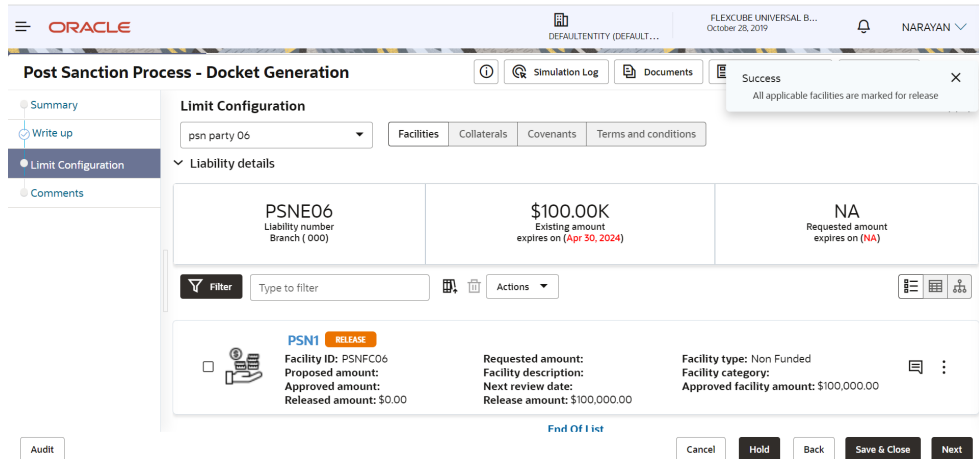 ORACLE
DEFAULTENTITY (DEFAULT...
FLEXCUBE UNIVERSAL B...
October 28, 2019
NARAYAN
Post Sanction Process - Docket Generation
Simulation Log
Documents
Success
All applicable facilities are marked for release
Summary
Write up
Limit Configuration
Comments
Limit Configuration
psn party 06
Facilities
Collaterals
Covenants
Terms and conditions
Liability details
PSNE06
Liability number
Branch ( 000)
$100.00K
Existing amount
expires on (Apr 30, 2024)
NA
Requested amount
expires on (NA)
Filter
Type to filter
Actions
PSN1 RELEASE
Facility ID: PSNFC06
Proposed amount:
Approved amount:
Released amount: $0.00
Requested amount:
Facility description:
Next review date:
Release amount: $100,000.00
Facility type: Non Funded
Facility category:
Approved facility amount: $100,000.00
End Of List
Audit
Cancel
Hold
Back
Save & Close
Next